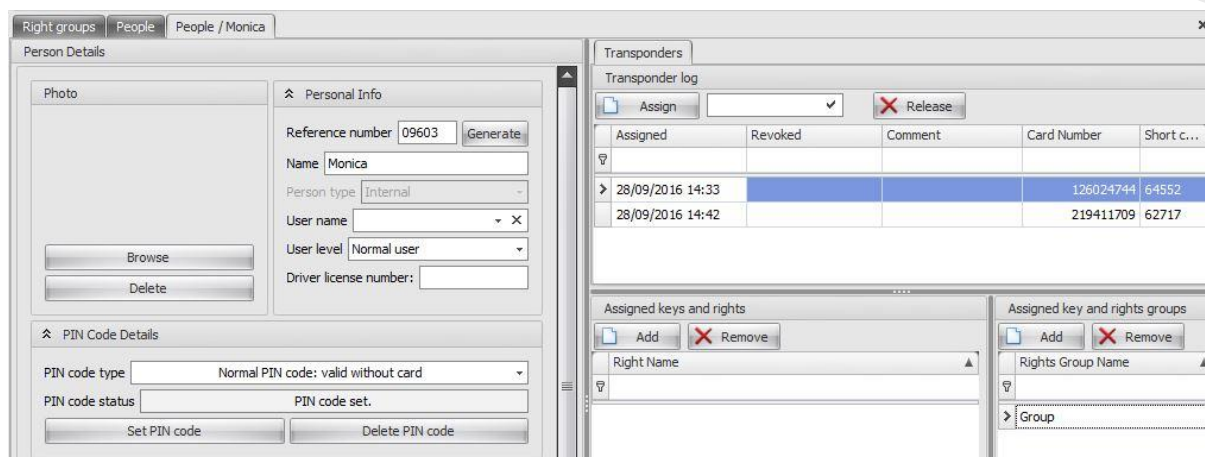 Right groups People People / Monica
Person Details
Photo
Browse
Delete
Personal Info
Reference number 09603 Generate
Name Monica
Person type Internal
User name
User level Normal user
Driver license number:
PIN Code Details
PIN code type Normal PIN code: valid without card
PIN code status PIN code set.
Set PIN code Delete PIN code
Transponders
Transponder log
Assign Release
Assigned Revoked Comment Card Number Short c...
28/09/2016 14:33 126024744 64552
28/09/2016 14:42 219411709 62717
Assigned keys and rights
Add Remove
Right Name
Assigned key and rights groups
Add Remove
Rights Group Name
Group